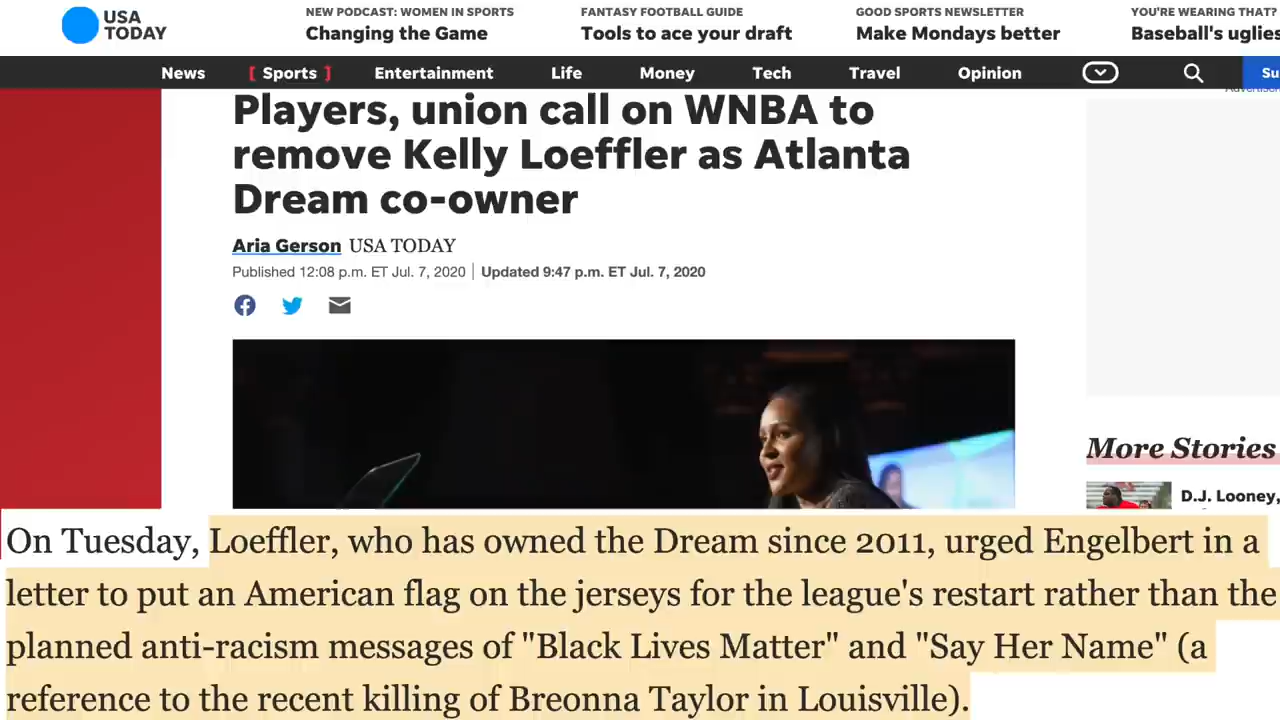 USA
TODAY
NEW PODCAST: WOMEN IN SPORTS
Changing the Game
FANTASY FOOTBALL GUIDE
Tools to ace your draft
GOOD SPORTS NEWSLETTER
Make Mondays better
YOU'RE WEARING THAT?
Baseball's uglies
News [ Sports ] Entertainment Life Money Tech Travel Opinion Su
Players, union call on WNBA to
remove Kelly Loeffler as Atlanta
Dream co-owner
Aria Gerson USA TODAY
Published 12:08 p.m. ET Jul. 7, 2020 | Updated 9:47 p.m. ET Jul. 7, 2020
More Stories
D.J. Looney,
On Tuesday, Loeffler, who has owned the Dream since 2011, urged Engelbert in a
letter to put an American flag on the jerseys for the league's restart rather than the
planned anti-racism messages of "Black Lives Matter" and "Say Her Name" (a
reference to the recent killing of Breonna Taylor in Louisville).